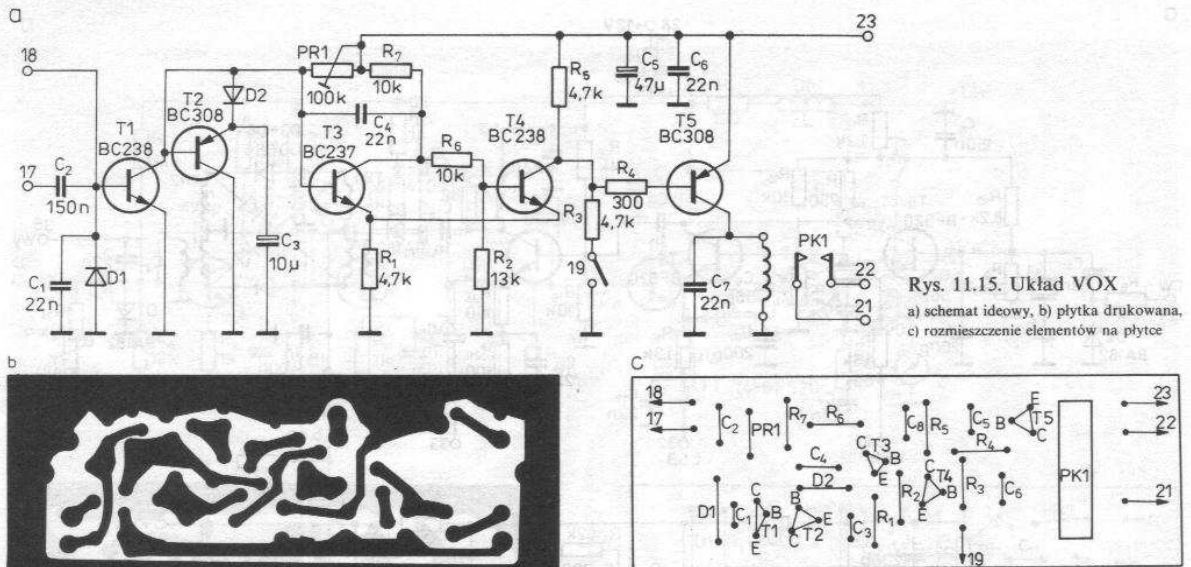 a
18
17
C2
150n
C1
22n
D1
T1
BC238
T2
BC308
D2
C3
10µ
PR1
100k
R7
10k
C4
22n
T3
BC237
R1
4,7k
R6
10k
R2
13k
T4
BC238
R5
4,7k
C5
47µ
C6
22n
R4
300
R3
4,7k
19
T5
BC308
C7
22n
PK1
23
22
21
Rys. 11.15. Układ VOX
a) schemat ideowy, b) płytka drukowana,
c) rozmieszczenie elementów na płytce
b
C
18
17
C2
PR1
R7
R6
C4
D2
D1
C1
C
B
T1
E
B
E
T2
C
C3
R1
C
T3
B
E
C8
R5
R2
C
T4
B
E
C5
R4
R3
C6
E
B
T5
C
PK1
19
23
22
21